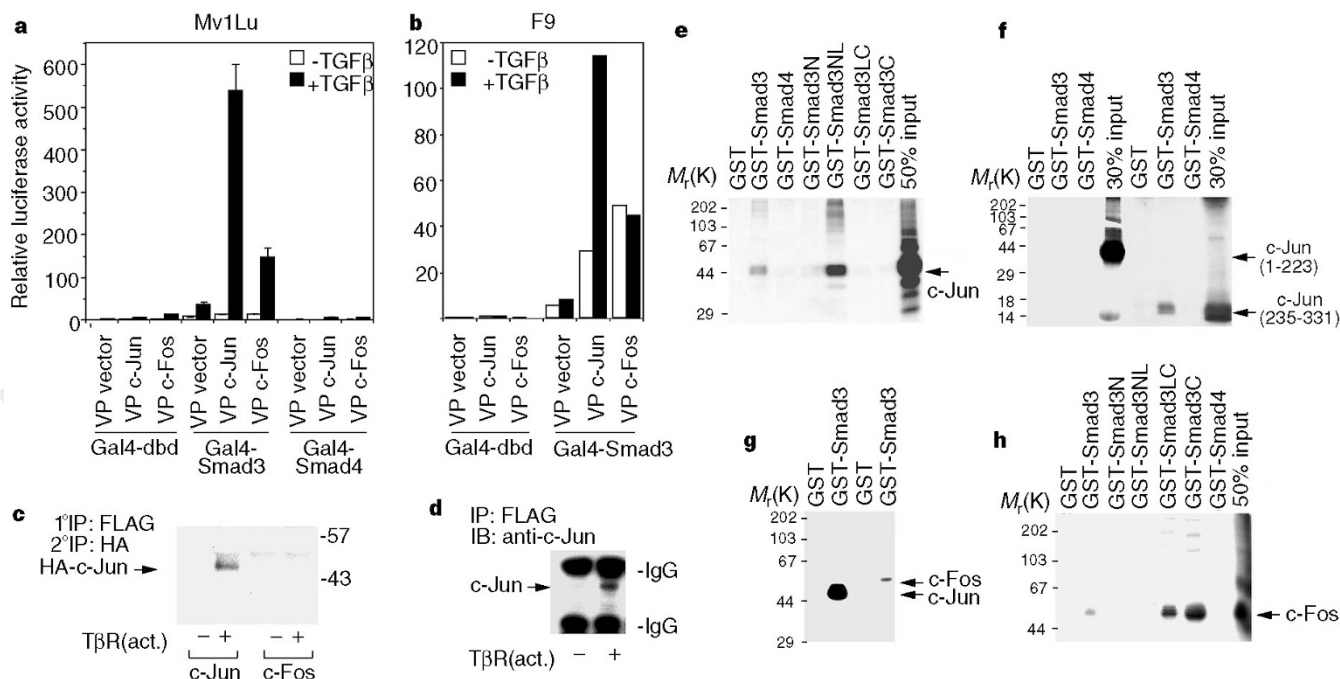 a
Mv1Lu
Relative luciferase activity
600
500
400
300
200
100
0
-TGFβ
+TGFβ
VP vector
VP c-Jun
VP c-Fos
VP vector
VP c-Jun
VP c-Fos
VP vector
VP c-Jun
VP c-Fos
Gal4-dbd
Gal4-
Smad3
Gal4-
Smad4
b
F9
120
100
80
60
40
20
-TGFβ
+TGFβ
VP vector
VP c-Jun
VP c-Fos
VP vector
VP c-Jun
VP c-Fos
Gal4-dbd
Gal4-Smad3
c
1°IP: FLAG
2°IP: HA
HA-c-Jun
-57
-43
TβR(act.) – + – +
c-Jun
c-Fos
d
IP: FLAG
IB: anti-c-Jun
c-Jun
-IgG
-IgG
TβR(act.) – +
e
GST
GST-Smad3
GST-Smad4
GST-Smad3N
GST-Smad3NL
GST-Smad3LC
GST-Smad3C
50% input
Mr(K)
202
103
67
44
29
c-Jun
f
GST
GST-Smad3
GST-Smad4
30% input
GST
GST-Smad3
GST-Smad4
30% input
Mr(K)
202
103
67
44
29
18
14
c-Jun
(1-223)
c-Jun
(235-331)
g
GST
GST-Smad3
GST
GST-Smad3
Mr(K)
202
103
67
44
29
c-Fos
c-Jun
h
GST
GST-Smad3
GST-Smad3N
GST-Smad3NL
GST-Smad3LC
GST-Smad3C
GST-Smad4
50% input
Mr(K)
202
103
67
44
c-Fos